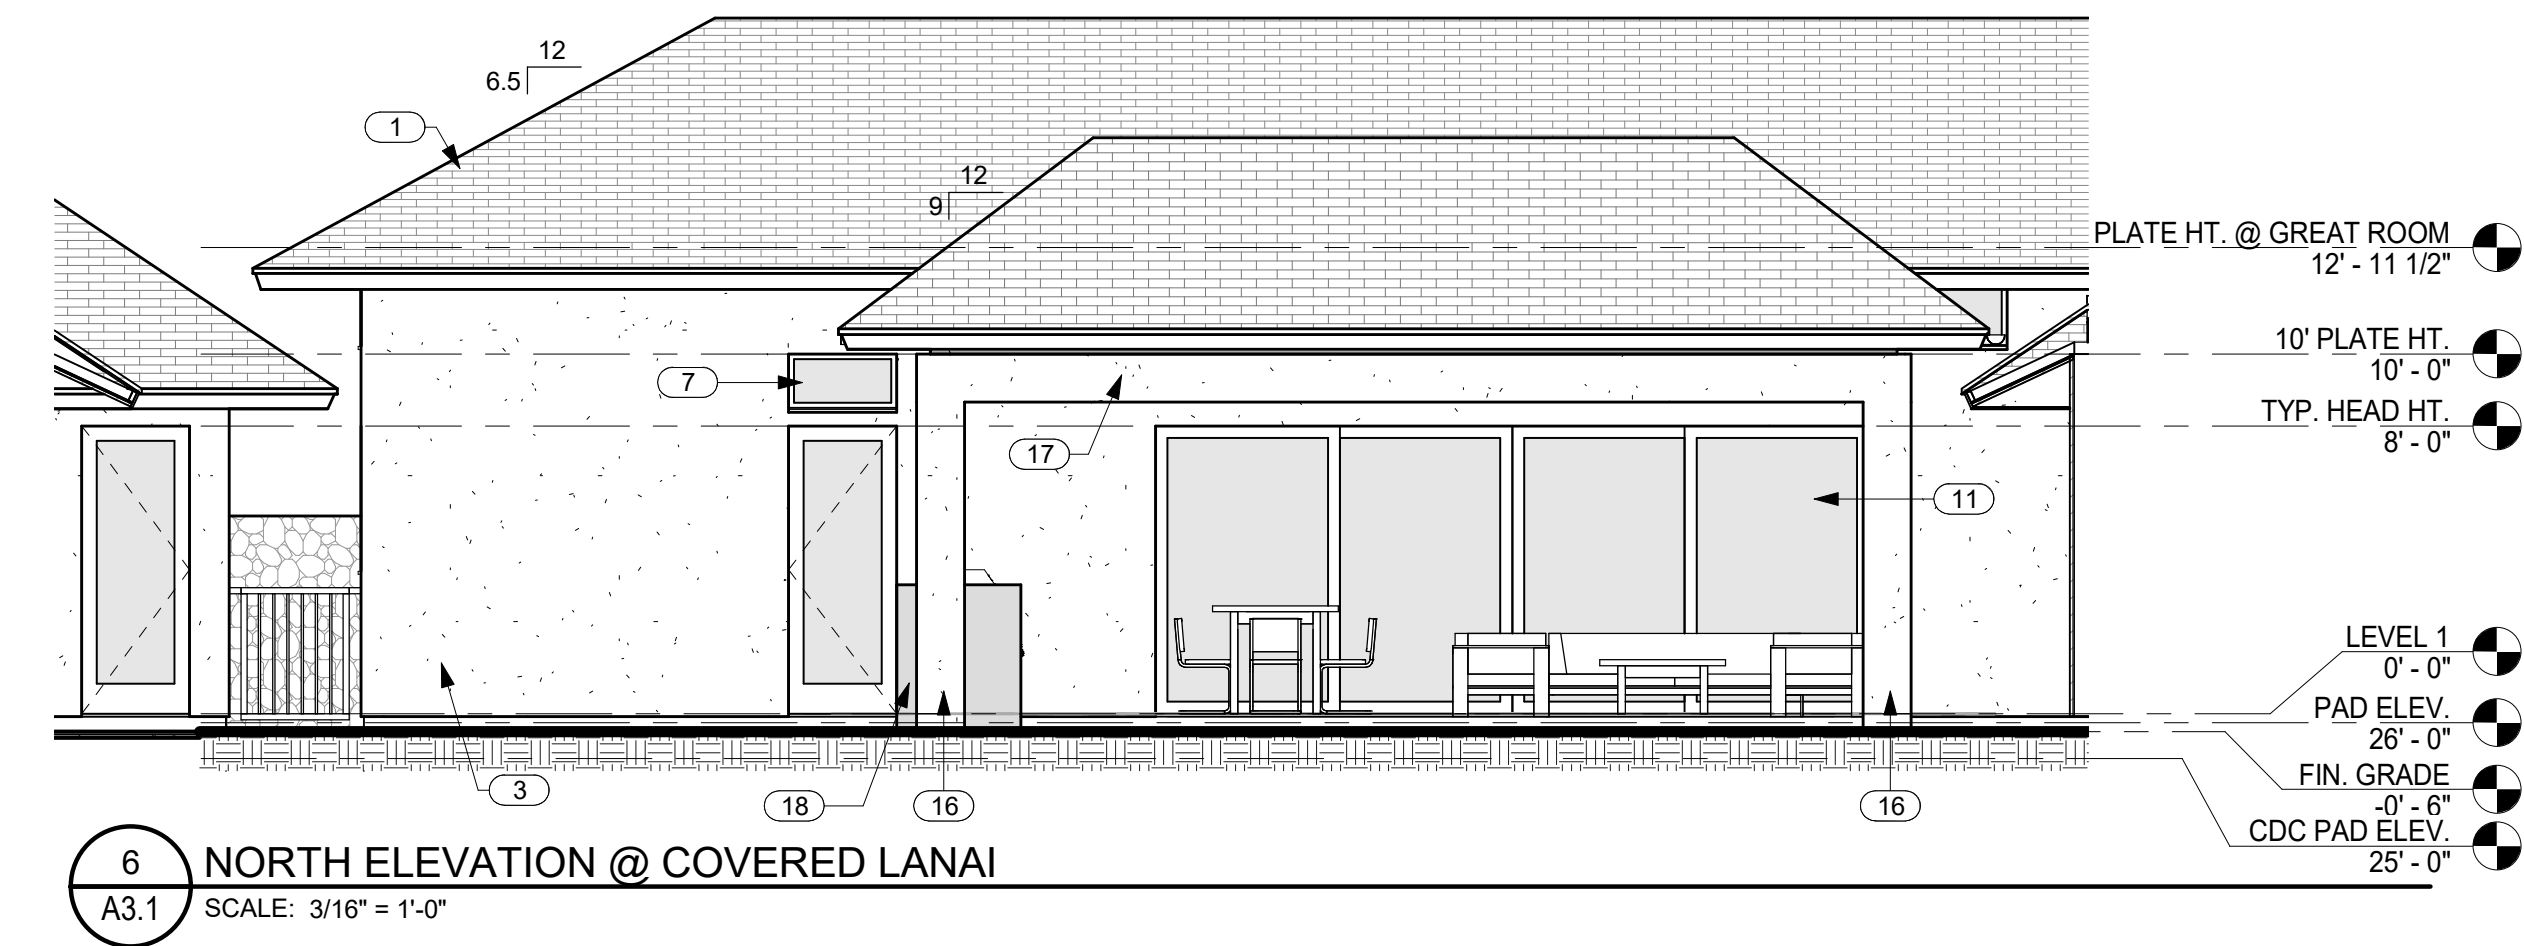 12
6.5
1
12
9
PLATE HT. @ GREAT ROOM
12' - 11 1/2"
10' PLATE HT.
10' - 0"
7
TYP. HEAD HT.
8' - 0"
17
11
LEVEL 1
0' - 0"
PAD ELEV.
26' - 0"
FIN. GRADE
-0' - 6"
3
18
16
16
CDC PAD ELEV.
25' - 0"
6
NORTH ELEVATION @ COVERED LANAI
A3.1
SCALE: 3/16" = 1'-0"